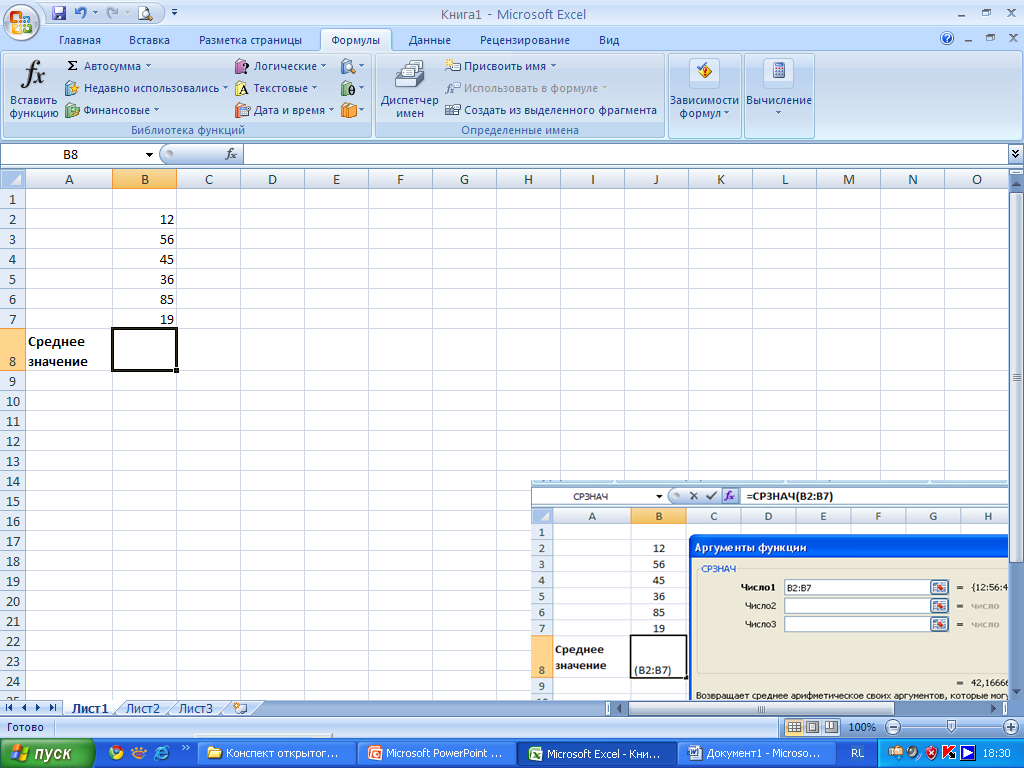 Книга1 - Microsoft Excel
Главная Вставка Разметка страницы Формулы Данные Рецензирование Вид
fx Вставить функцию
Σ Автосумма
Недавно использовались
Финансовые
Логические
Текстовые
Дата и время
Библиотека функций
Диспетчер имен
Присвоить имя
Использовать в формуле
Создать из выделенного фрагмента
Определенные имена
Зависимости формул
Вычисление
B8 fx
A B C D E F G H I J K L M N O
1
2 12
3 56
4 45
5 36
6 85
7 19
Среднее
8 значение
9
10
11
12
13
14
15
16
17
18
19
20
21
22
23
24
СРЗНАЧ fx =СРЗНАЧ(B2:B7)
A B C D E F G H
1
2 12
3 56
4 45
5 36
6 85
7 19
Среднее
значение
8 (B2:B7)
9
Аргументы функции
СРЗНАЧ
Число1 B2:B7 = {12:56:4
Число2 = число
Число3 = число
= 42,16666
Возвращает среднее арифметическое своих аргументов, которые могу
Лист1 Лист2 Лист3
Готово 100%
пуск » Конспект открытог... Microsoft PowerPoint ... Microsoft Excel - Кни... Документ1 - Microso... RL 18:30